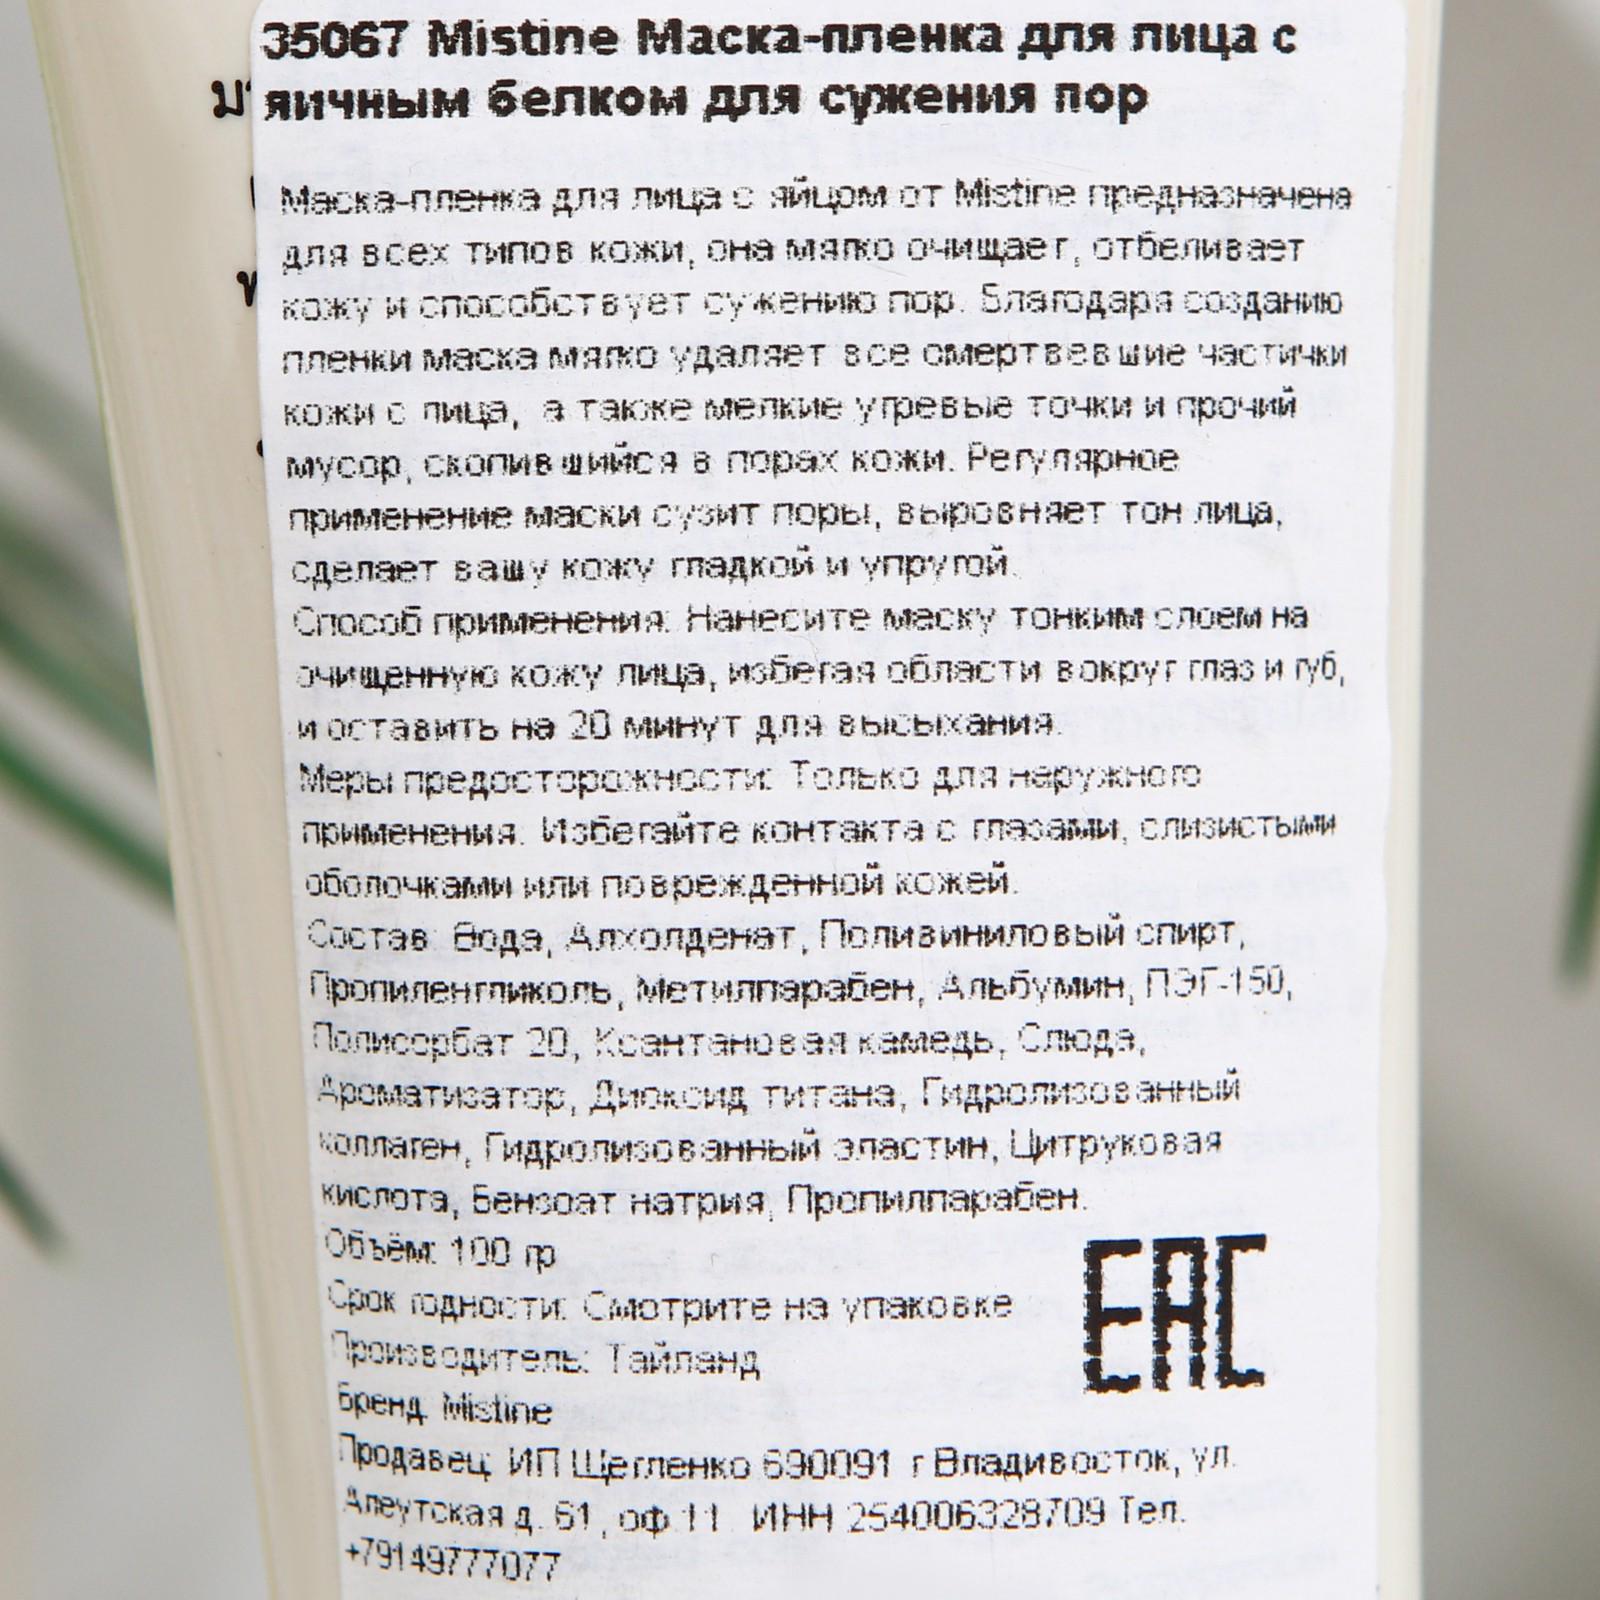 35067 Mistine Маска-пленка для лица с
яичным белком для сужения пор
Маска-пленка для лица с яйцом от Mistine предназначена
для всех типов кожи, она мягко очищает, отбеливает
кожу и способствует сужению пор. Благодаря созданию
пленки маска мягко удаляет все омертвевшие частички
кожи с лица, а также мелкие угревые точки и прочий
мусор, скопившийся в порах кожи. Регулярное
применение маски сузит поры, выровняет тон лица,
сделает вашу кожу гладкой и упругой.
Способ применения: Нанесите маску тонким слоем на
очищенную кожу лица, избегая области вокруг глаз и губ,
и оставить на 20 минут для высыхания.
Меры предосторожности: Только для наружного
применения. Избегайте контакта с глазами, слизистыми
оболочками или поврежденной кожей.
Состав: Вода, Алхолденат, Поливиниловый спирт,
Пропиленгликоль, Метилпарабен, Альбумин, ПЭГ-150,
Полисорбат 20, Ксантановая камедь, Слюда,
Ароматизатор, Диоксид титана, Гидролизованный
коллаген, Гидролизованный эластин, Цитруковая
кислота, Бензоат натрия, Пропилпарабен.
Объём: 100 гр
Срок годности: Смотрите на упаковке
Производитель: Тайланд
Бренд: Mistine
EAC
Продавец: ИП Щегленко 690091 г Владивосток, ул.
Алеутская д. 61, оф 11 ИНН 254006328709 Тел.
+79149777077